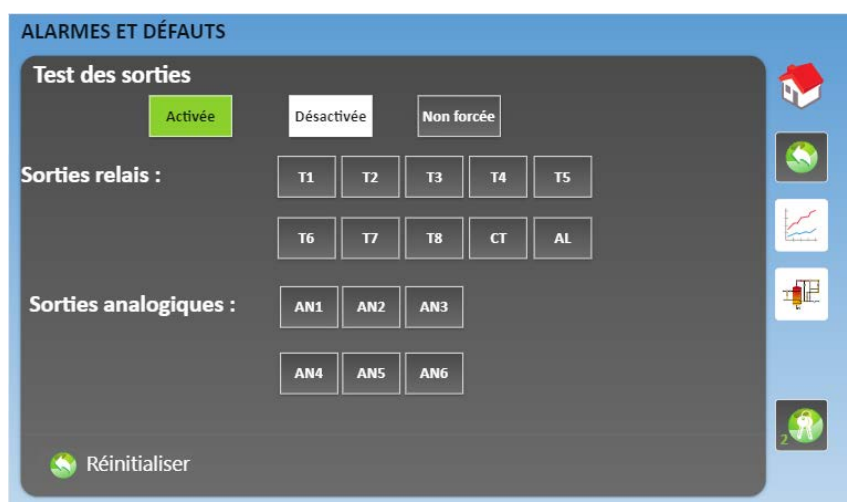 ALARMES ET DÉFAUTS
Test des sorties
Activée Désactivée Non forcée
Sorties relais : T1 T2 T3 T4 T5
T6 T7 T8 CT AL
Sorties analogiques : AN1 AN2 AN3
AN4 AN5 AN6
2
Réinitialiser